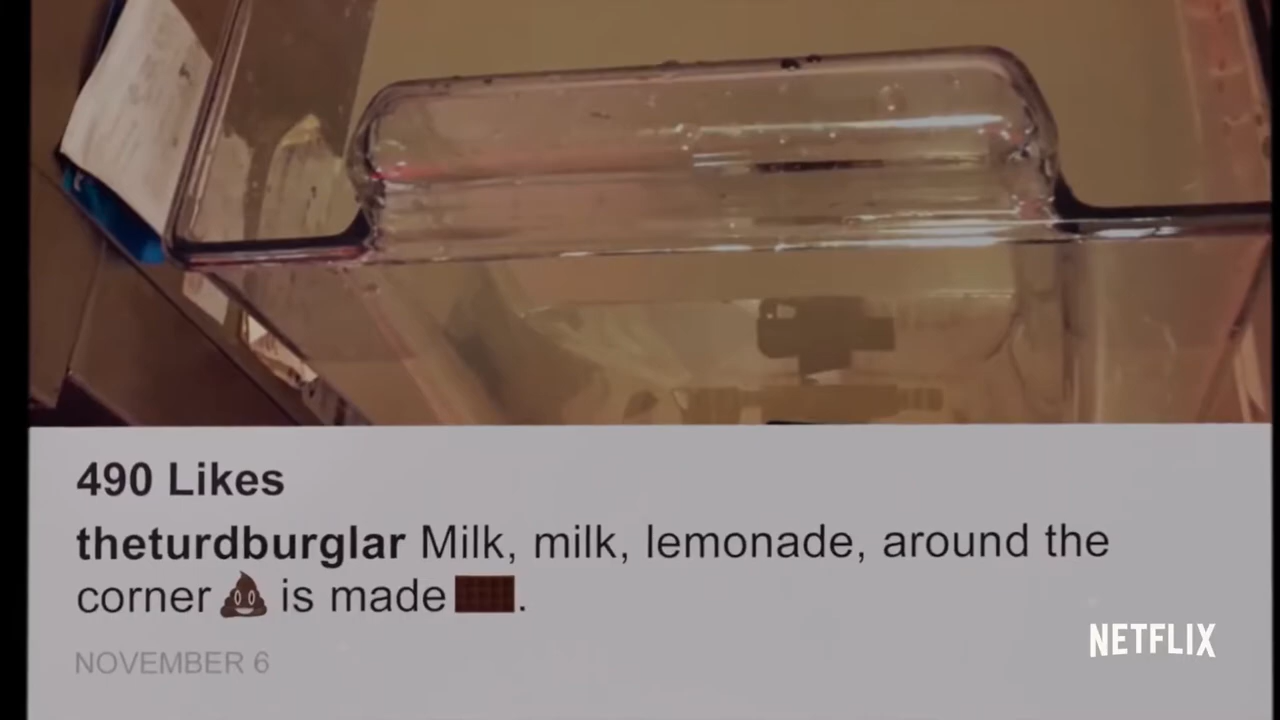 490 Likes
theturdburglar Milk, milk, lemonade, around the
corner 💩 is made 🍫.
NOVEMBER 6
NETFLIX